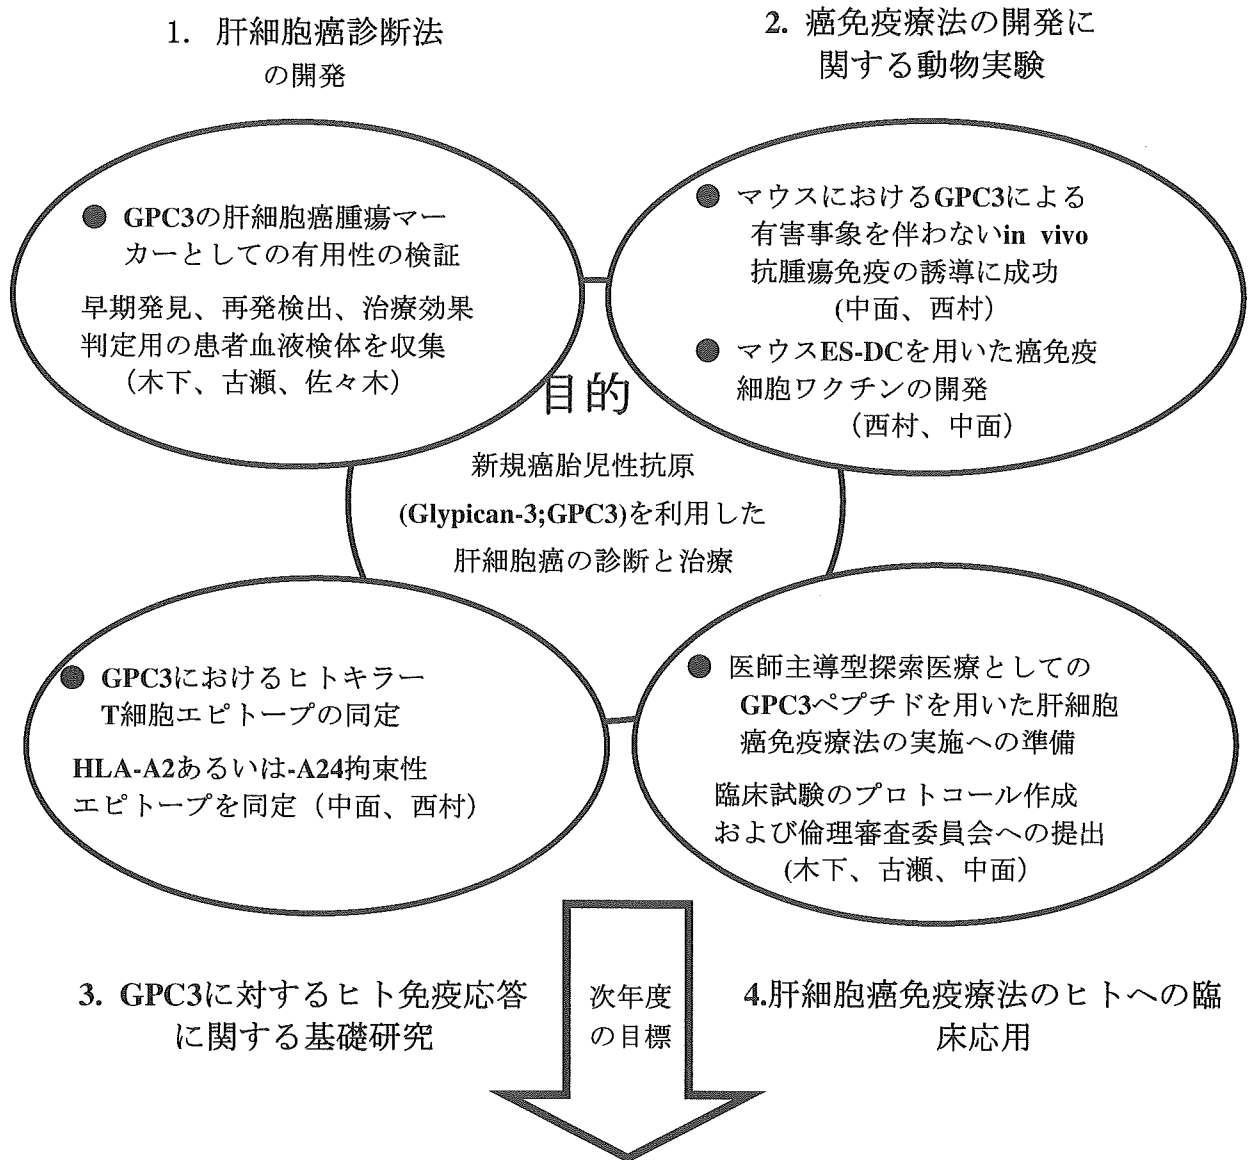 1. 肝細胞癌診断法
の開発
2. 癌免疫療法の開発に
関する動物実験
● GPC3の肝細胞癌腫瘍マー
カーとしての有用性の検証
早期発見、再発検出、治療効果
判定用の患者血液検体を収集
（木下、古瀬、佐々木）
● マウスにおけるGPC3による
有害事象を伴わないin vivo
抗腫瘍免疫の誘導に成功
(中面、西村）
● マウスES-DCを用いた癌免疫
細胞ワクチンの開発
（西村、中面）
目的
新規癌胎児性抗原
(Glypican-3;GPC3)を利用した
肝細胞癌の診断と治療
● GPC3におけるヒトキラー
T細胞エピトープの同定
HLA-A2あるいは-A24拘束性
エピトープを同定（中面、西村）
● 医師主導型探索医療としての
GPC3ペプチドを用いた肝細胞
癌免疫療法の実施への準備
臨床試験のプロトコール作成
および倫理審査委員会への提出
(木下、古瀬、中面）
3. GPC3に対するヒト免疫応答
に関する基礎研究
次年度
の目標
4.肝細胞癌免疫療法のヒトへの臨
床応用